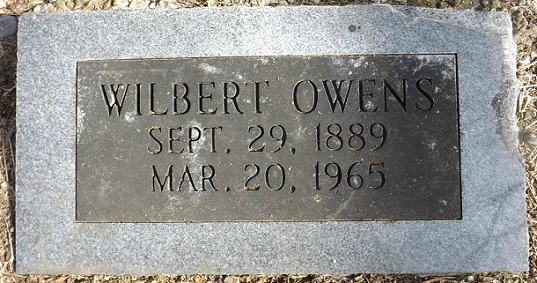 WILBERT OWENS
SEPT. 29, 1889
MAR. 20, 1965